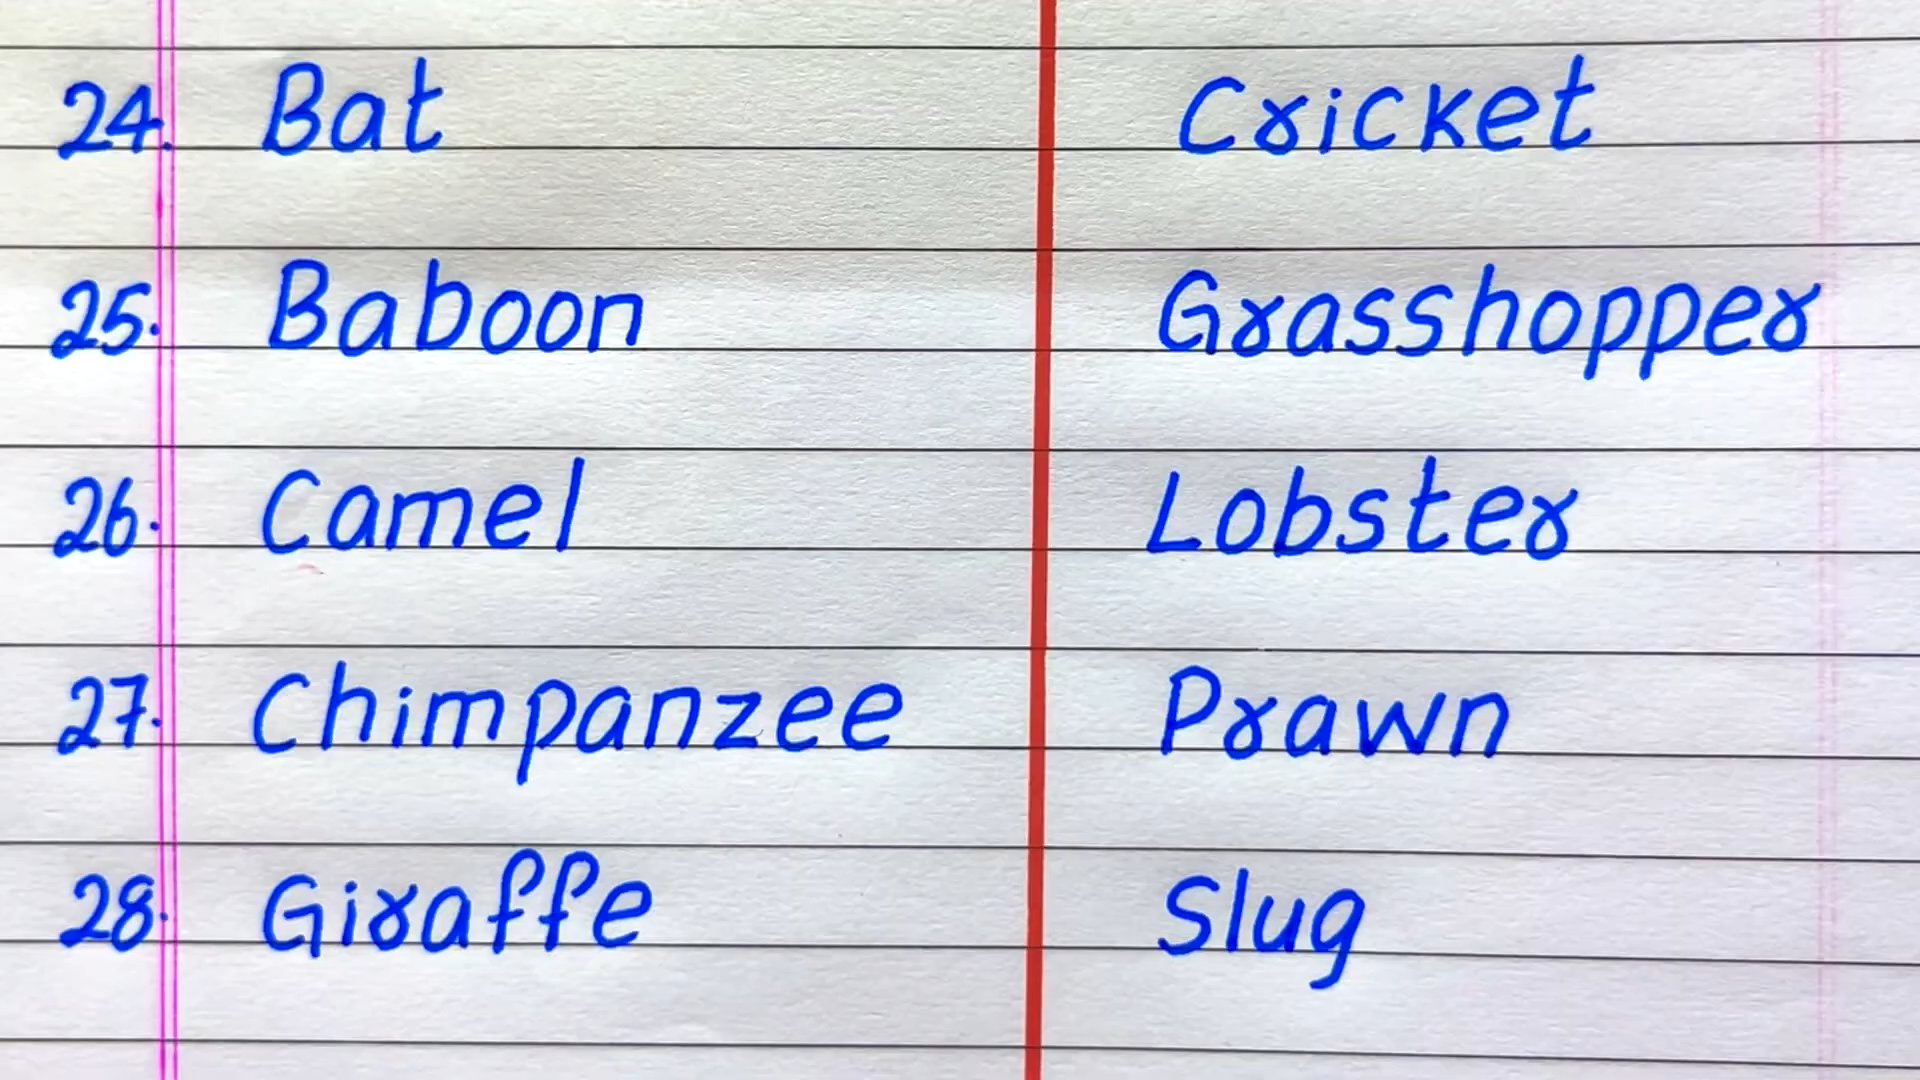 24. Bat Cricket
25. Baboon Grasshopper
26. Camel Lobster
27. Chimpanzee Prawn
28. Giraffe Slug